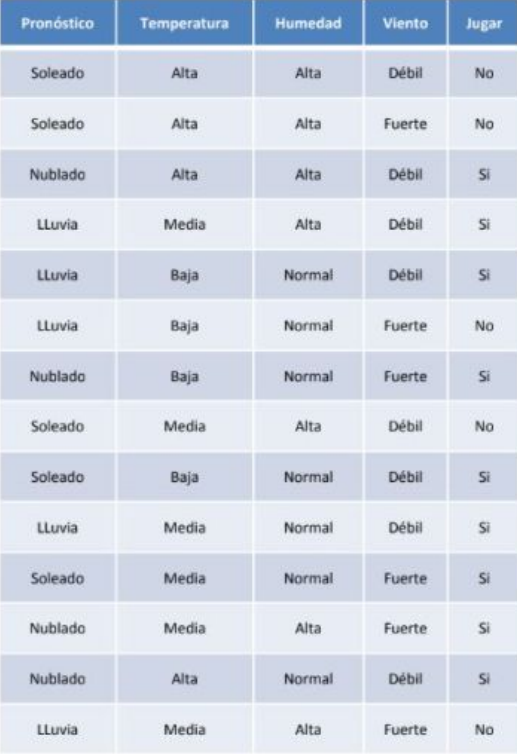 Pronóstico Temperatura Humedad Viento Jugar
Soleado Alta Alta Débil No
Soleado Alta Alta Fuerte No
Nublado Alta Alta Débil Si
LLuvia Media Alta Débil Si
LLuvia Baja Normal Débil Si
LLuvia Baja Normal Fuerte No
Nublado Baja Normal Fuerte Si
Soleado Media Alta Débil No
Soleado Baja Normal Débil Si
LLuvia Media Normal Débil Si
Soleado Media Normal Fuerte Si
Nublado Media Alta Fuerte Si
Nublado Alta Normal Débil Si
LLuvia Media Alta Fuerte No